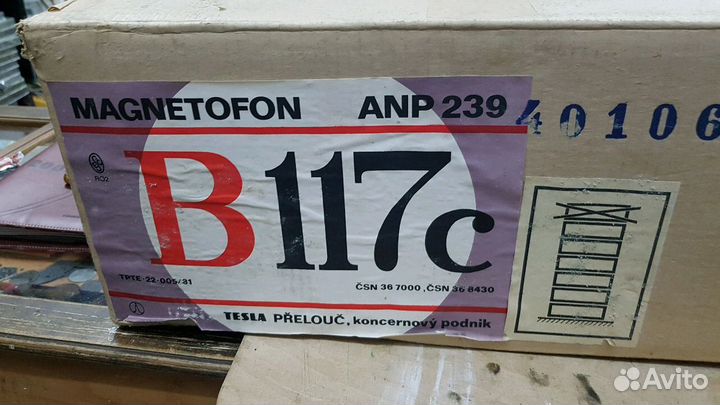 MAGNETOFON ANP 239
40106
B117c
RO2
TPTE-22-005/81
ČSN 36 7000, ČSN 36 8430
TESLA PŘELOUČ, koncernový podnik
Avito